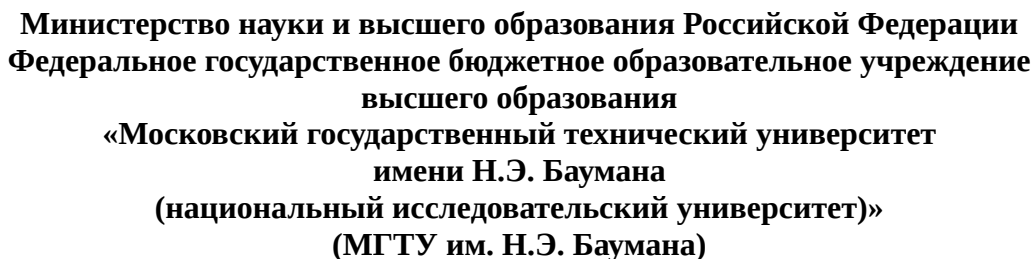 Министерство науки и высшего образования Российской Федерации
Федеральное государственное бюджетное образовательное учреждение
высшего образования
«Московский государственный технический университет
имени Н.Э. Баумана
(национальный исследовательский университет)»
(МГТУ им. Н.Э. Баумана)